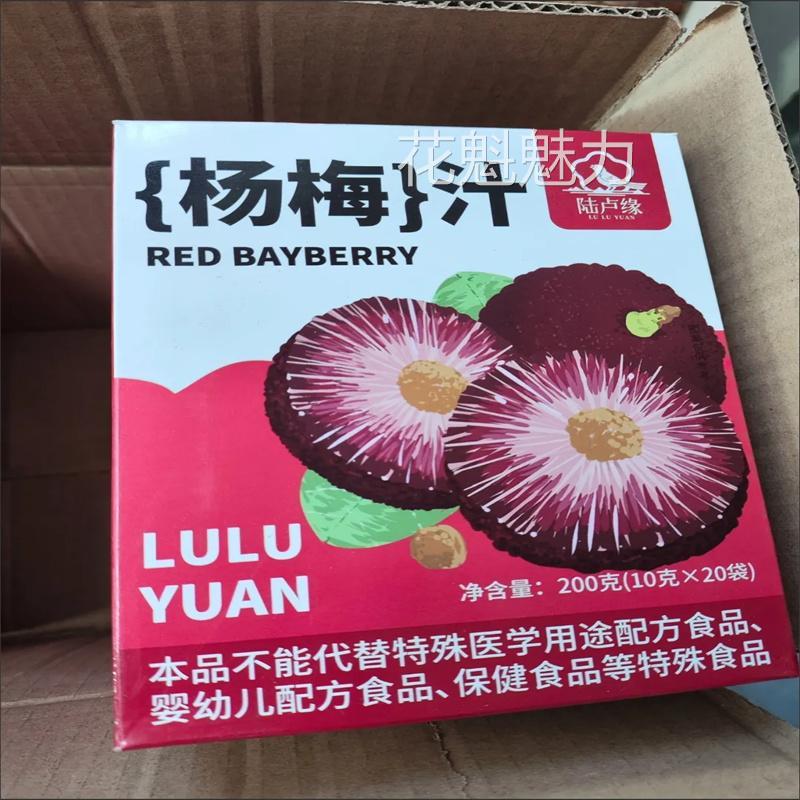 花魁魅力
{杨梅}汁
RED BAYBERRY
陆卢缘
LU LU YUAN
LULU
YUAN
净含量：200克(10克×20袋)
本品不能代替特殊医学用途配方食品、
婴幼儿配方食品、保健食品等特殊食品